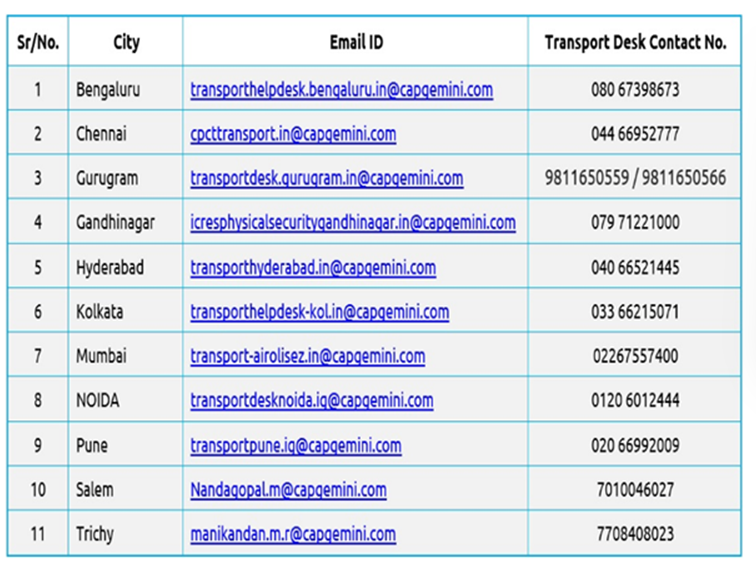 Sr/No. City Email ID Transport Desk Contact No.
1 Bengaluru transporthelpdesk.bengaluru.in@capgemini.com 080 67398673
2 Chennai cpcttransport.in@capgemini.com 044 66952777
3 Gurugram transportdesk.gurugram.in@capgemini.com 9811650559 / 9811650566
4 Gandhinagar icresphysicalsecuritygandhinagar.in@capgemini.com 079 71221000
5 Hyderabad transporthyderabad.in@capgemini.com 040 66521445
6 Kolkata transporthelpdesk-kol.in@capgemini.com 033 66215071
7 Mumbai transport-airolisez.in@capgemini.com 02267557400
8 NOIDA transportdesknoida.ig@capgemini.com 0120 6012444
9 Pune transportpune.ig@capgemini.com 020 66992009
10 Salem Nandagopal.m@capgemini.com 7010046027
11 Trichy manikandan.m.r@capgemini.com 7708408023